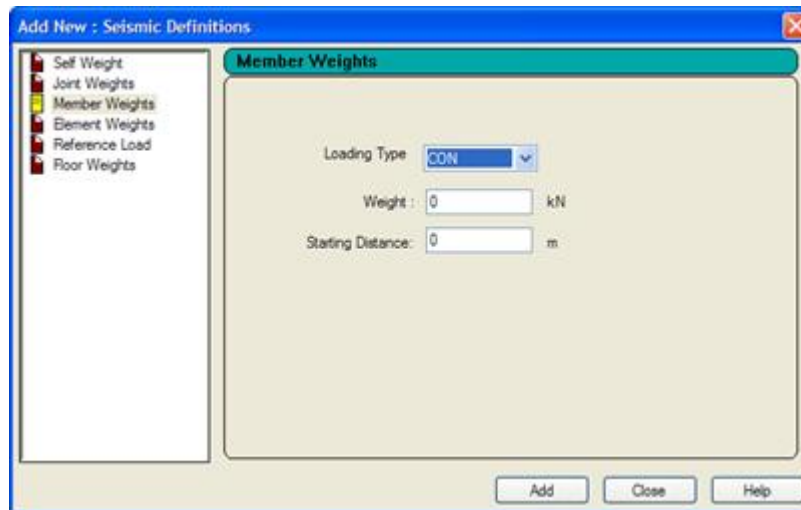 Add New : Seismic Definitions
Self Weight
Joint Weights
Member Weights
Element Weights
Reference Load
Floor Weights
Member Weights
Loading Type CON
Weight : 0 kN
Starting Distance: 0 m
Add Close Help